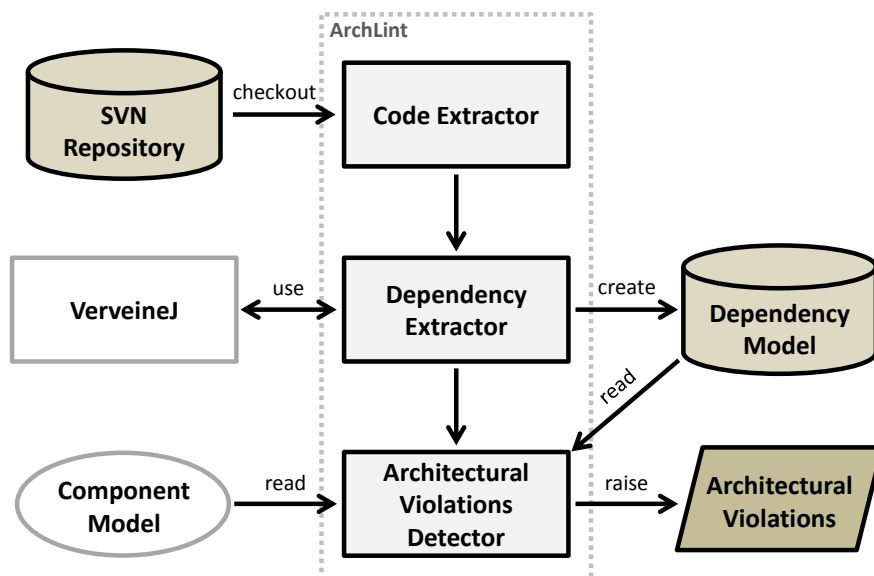 ArchLint
SVN
Repository
checkout
Code Extractor
VerveineJ
use
Dependency
Extractor
create
Dependency
Model
read
Component
Model
read
Architectural
Violations
Detector
raise
Architectural
Violations